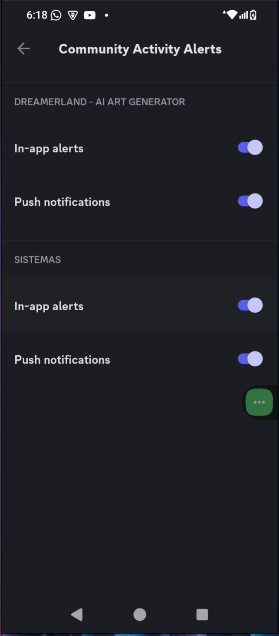 6:18
Community Activity Alerts
DREAMERLAND - AI ART GENERATOR
In-app alerts
Push notifications
SISTEMAS
In-app alerts
Push notifications